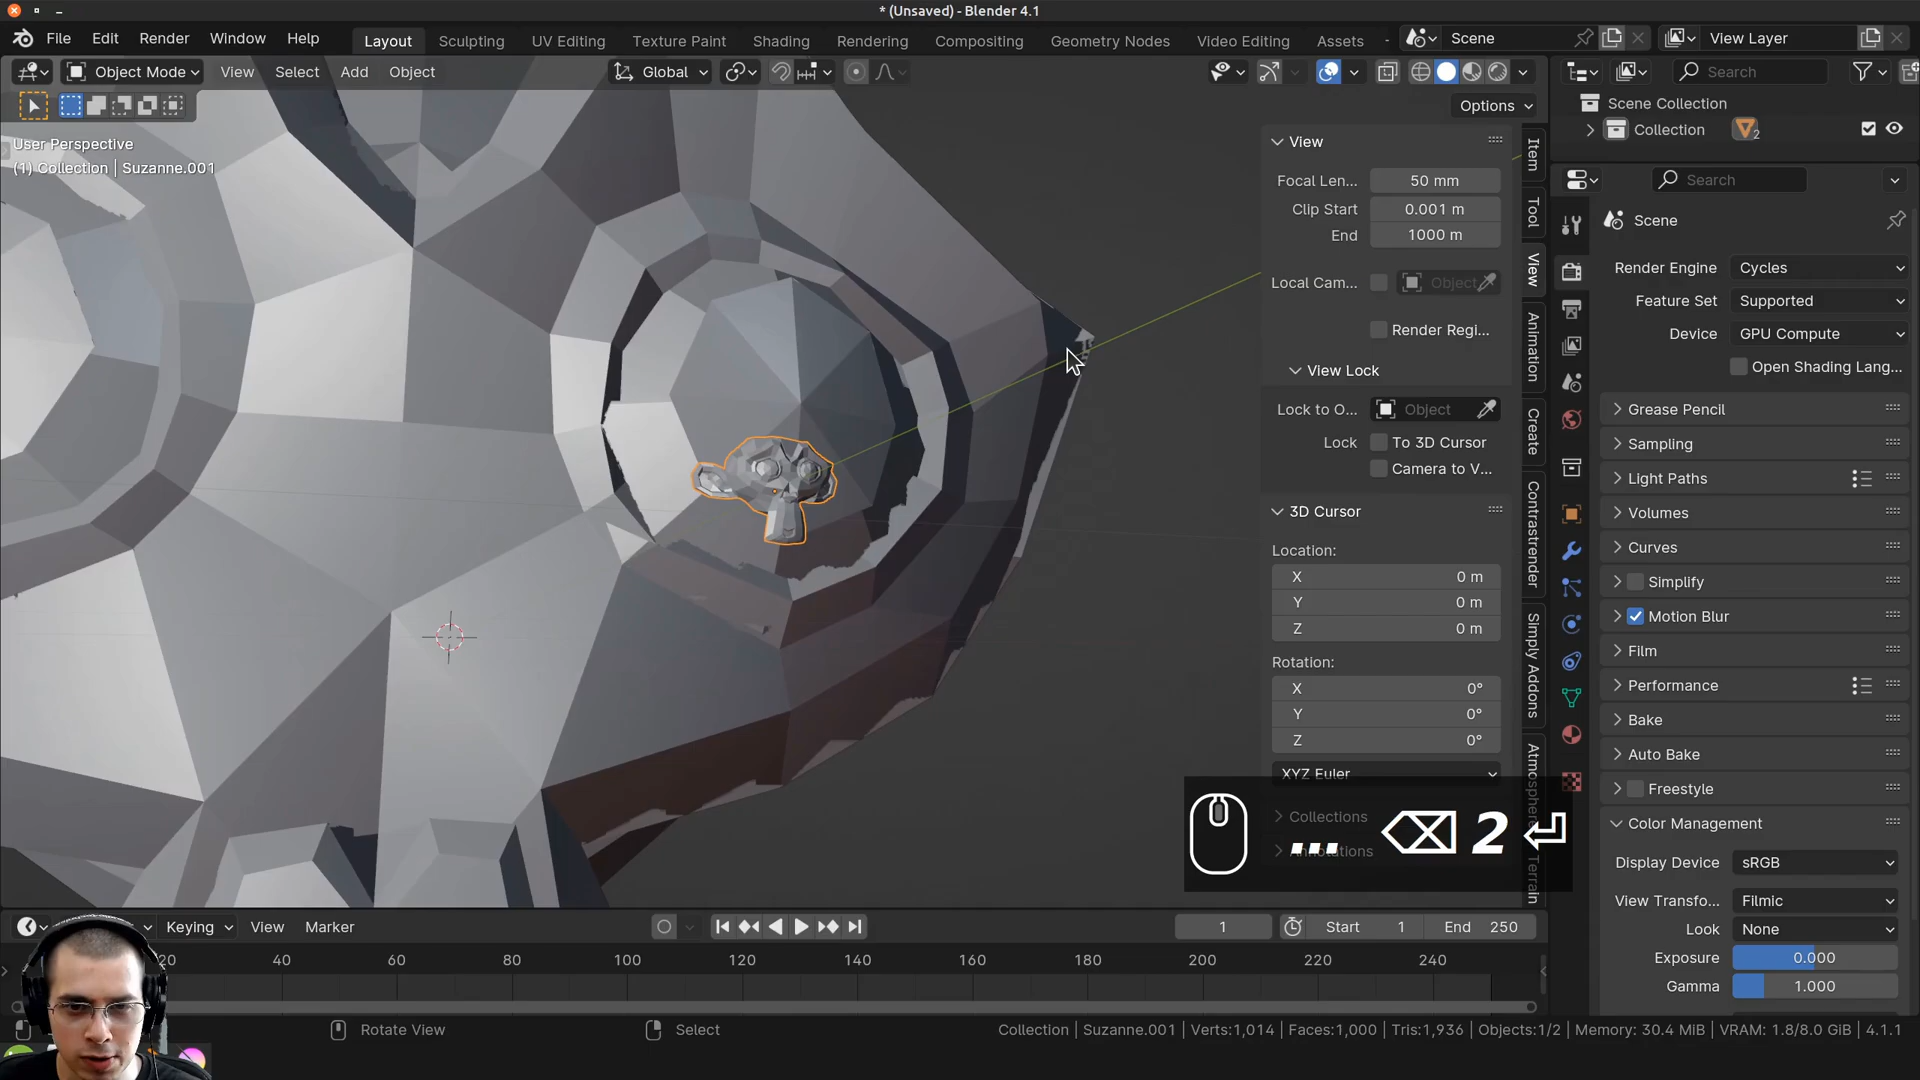 * (Unsaved) - Blender 4.1
File Edit Render Window Help
Layout Sculpting UV Editing Texture Paint Shading Rendering Compositing Geometry Nodes Video Editing Assets
Scene
View Layer
Object Mode View Select Add Object
Global
Search
Options
User Perspective
(1) Collection | Suzanne.001
Scene Collection
Collection 2
View
Focal Len... 50 mm
Clip Start 0.001 m
End 1000 m
Local Cam... Object
Render Regi...
View Lock
Lock to O... Object
Lock To 3D Cursor
Camera to V...
3D Cursor
Location:
X 0 m
Y 0 m
Z 0 m
Rotation:
X 0°
Y 0°
Z 0°
XYZ Euler
Collections
Annotations
... ⌫ 2 ⏎
Item
Tool
View
Animation
Create
Contrastrender
Simply Addons
Search
Scene
Render Engine Cycles
Feature Set Supported
Device GPU Compute
Open Shading Lang...
Grease Pencil
Sampling
Light Paths
Volumes
Curves
Simplify
Motion Blur
Film
Performance
Bake
Auto Bake
Freestyle
Color Management
Display Device sRGB
View Transfo... Filmic
Look None
Exposure 0.000
Gamma 1.000
Keying View Marker
1
Start 1
End 250
20 40 60 80 100 120 140 160 180 200 220 240
Rotate View
Select
Collection | Suzanne.001 | Verts:1,014 | Faces:1,000 | Tris:1,936 | Objects:1/2 | Memory: 30.4 MiB | VRAM: 1.8/8.0 GiB | 4.1.1